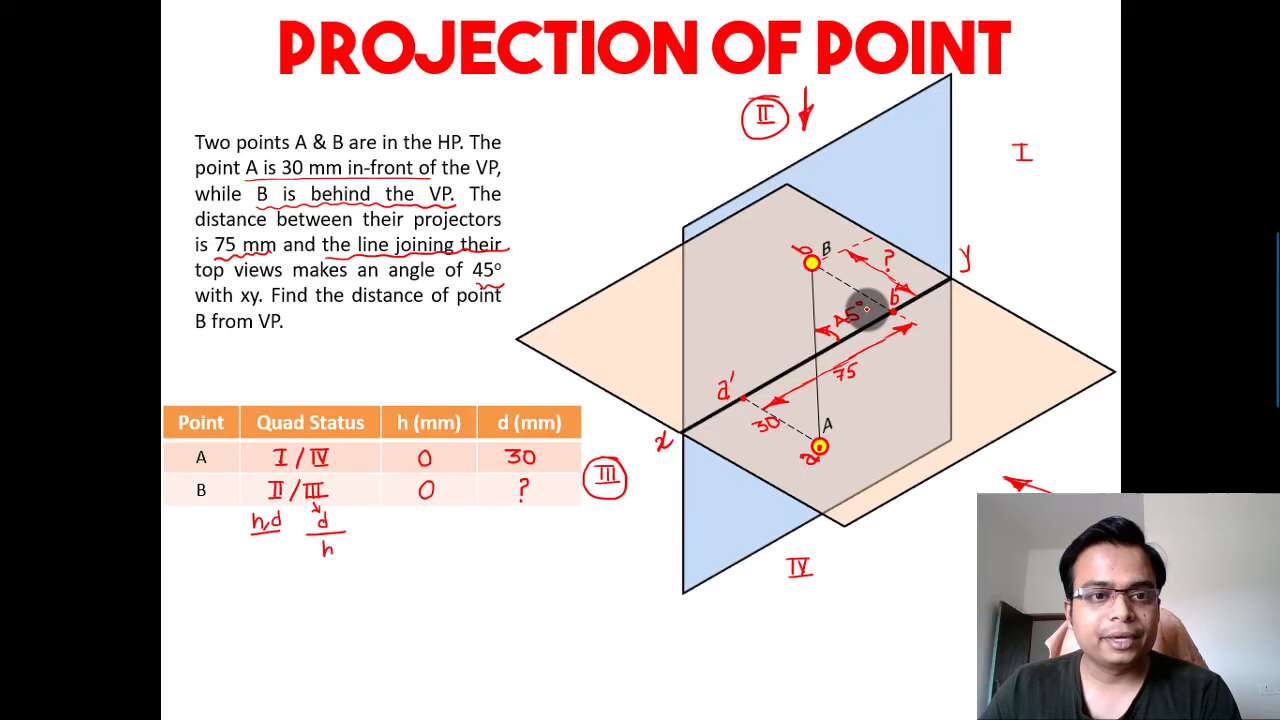 PROJECTION OF POINT
Two points A & B are in the HP. The
point A is 30 mm in-front of the VP,
while B is behind the VP. The
distance between their projectors
is 75 mm and the line joining their
top views makes an angle of 45°
with xy. Find the distance of point
B from VP.
Point Quad Status h (mm) d (mm)
A I / IV 0 30
B II / III 0 ?
h,d d
h
II
I
III
IV
b B
?
y
b'
45°
75
a'
30
A
a
x